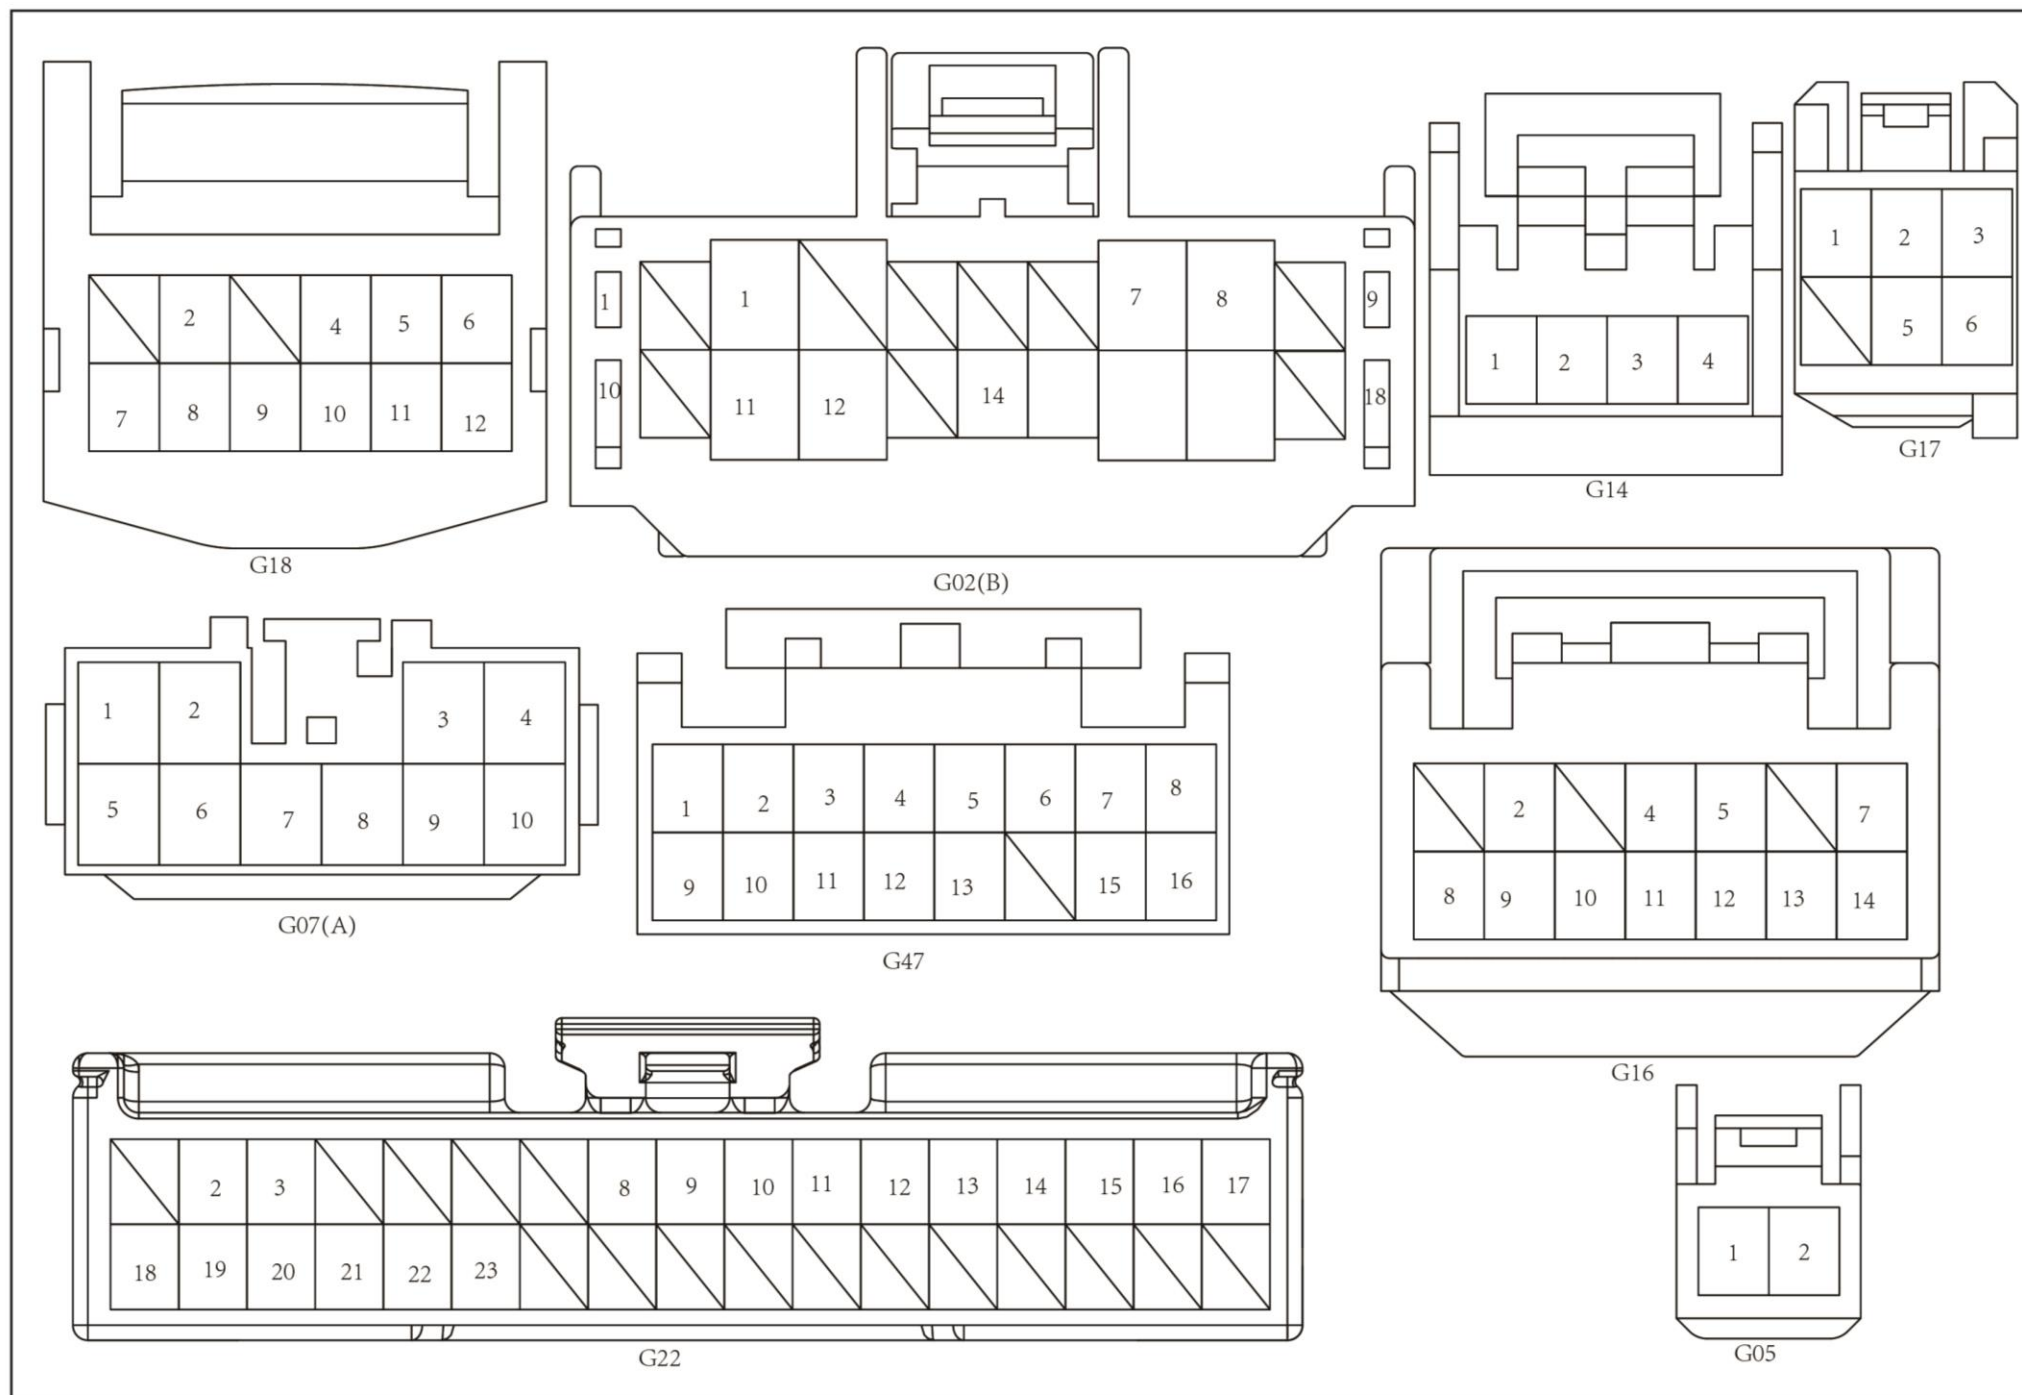 2 4 5 6
7 8 9 10 11 12
G18
1 1 7 8 9
10 11 12 14 18
G02(B)
1 2 3 4
G14
1 2 3
5 6
G17
1 2 3 4
5 6 7 8 9 10
G07(A)
1 2 3 4 5 6 7 8
9 10 11 12 13 15 16
G47
2 4 5 7
8 9 10 11 12 13 14
G16
2 3 8 9 10 11 12 13 14 15 16 17
18 19 20 21 22 23
G22
1 2
G05